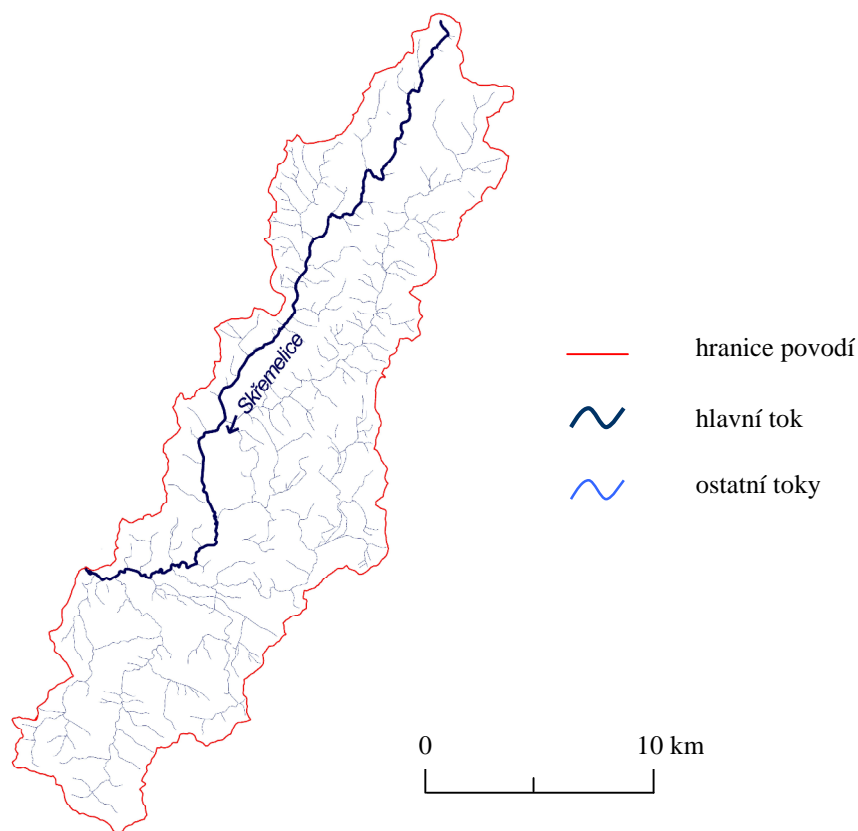 Skřemelice
hranice povodí
hlavní tok
ostatní toky
0 10 km